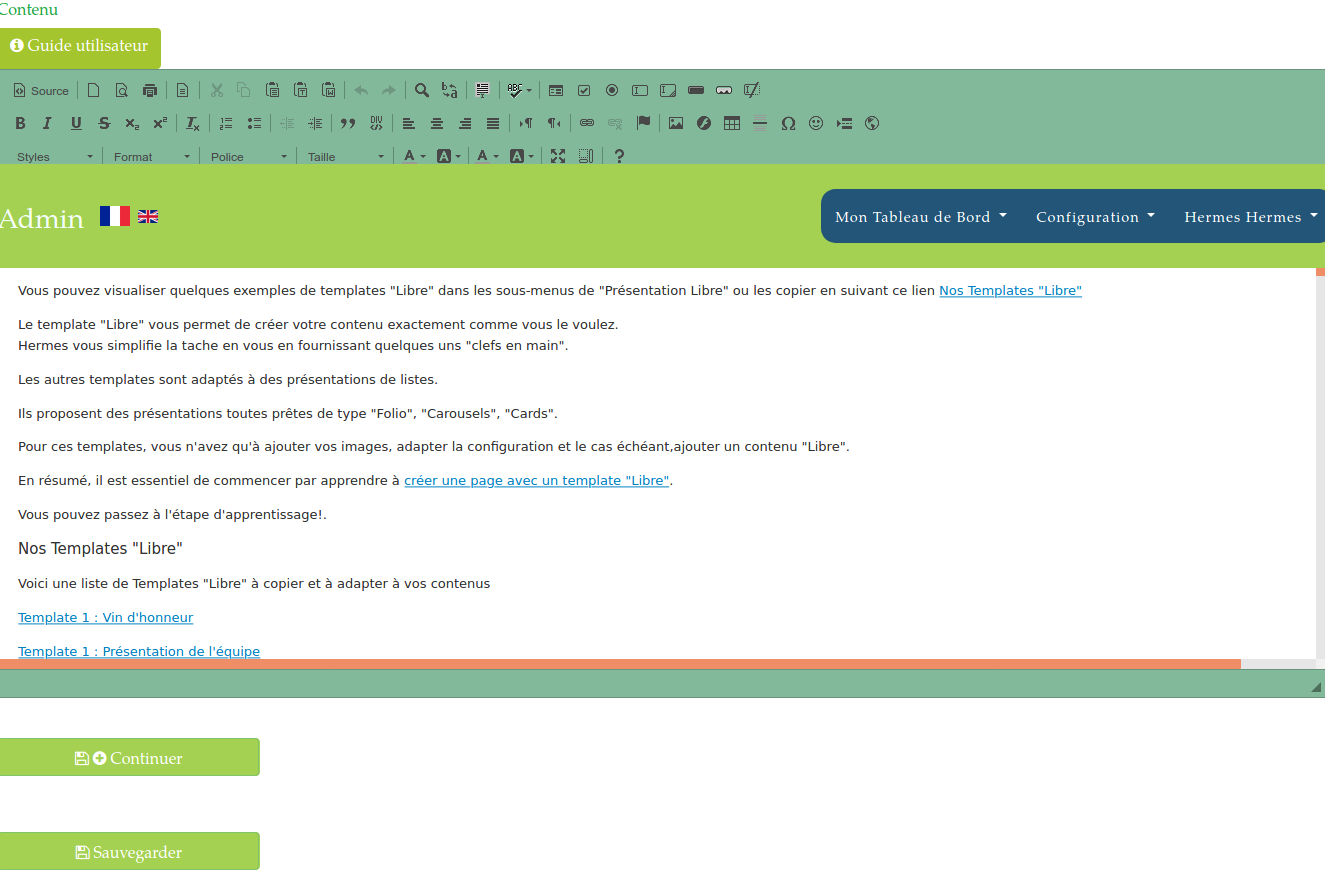 Contenu
Guide utilisateur
Source
Styles Format Police Taille
Admin Mon Tableau de Bord Configuration Hermes Hermes
Vous pouvez visualiser quelques exemples de templates "Libre" dans les sous-menus de "Présentation Libre" ou les copier en suivant ce lien Nos Templates "Libre"
Le template "Libre" vous permet de créer votre contenu exactement comme vous le voulez.
Hermes vous simplifie la tache en vous en fournissant quelques uns "clefs en main".
Les autres templates sont adaptés à des présentations de listes.
Ils proposent des présentations toutes prêtes de type "Folio", "Carousels", "Cards".
Pour ces templates, vous n'avez qu'à ajouter vos images, adapter la configuration et le cas échéant,ajouter un contenu "Libre".
En résumé, il est essentiel de commencer par apprendre à créer une page avec un template "Libre".
Vous pouvez passez à l'étape d'apprentissage!.
Nos Templates "Libre"
Voici une liste de Templates "Libre" à copier et à adapter à vos contenus
Template 1 : Vin d'honneur
Template 1 : Présentation de l'équipe
Continuer
Sauvegarder